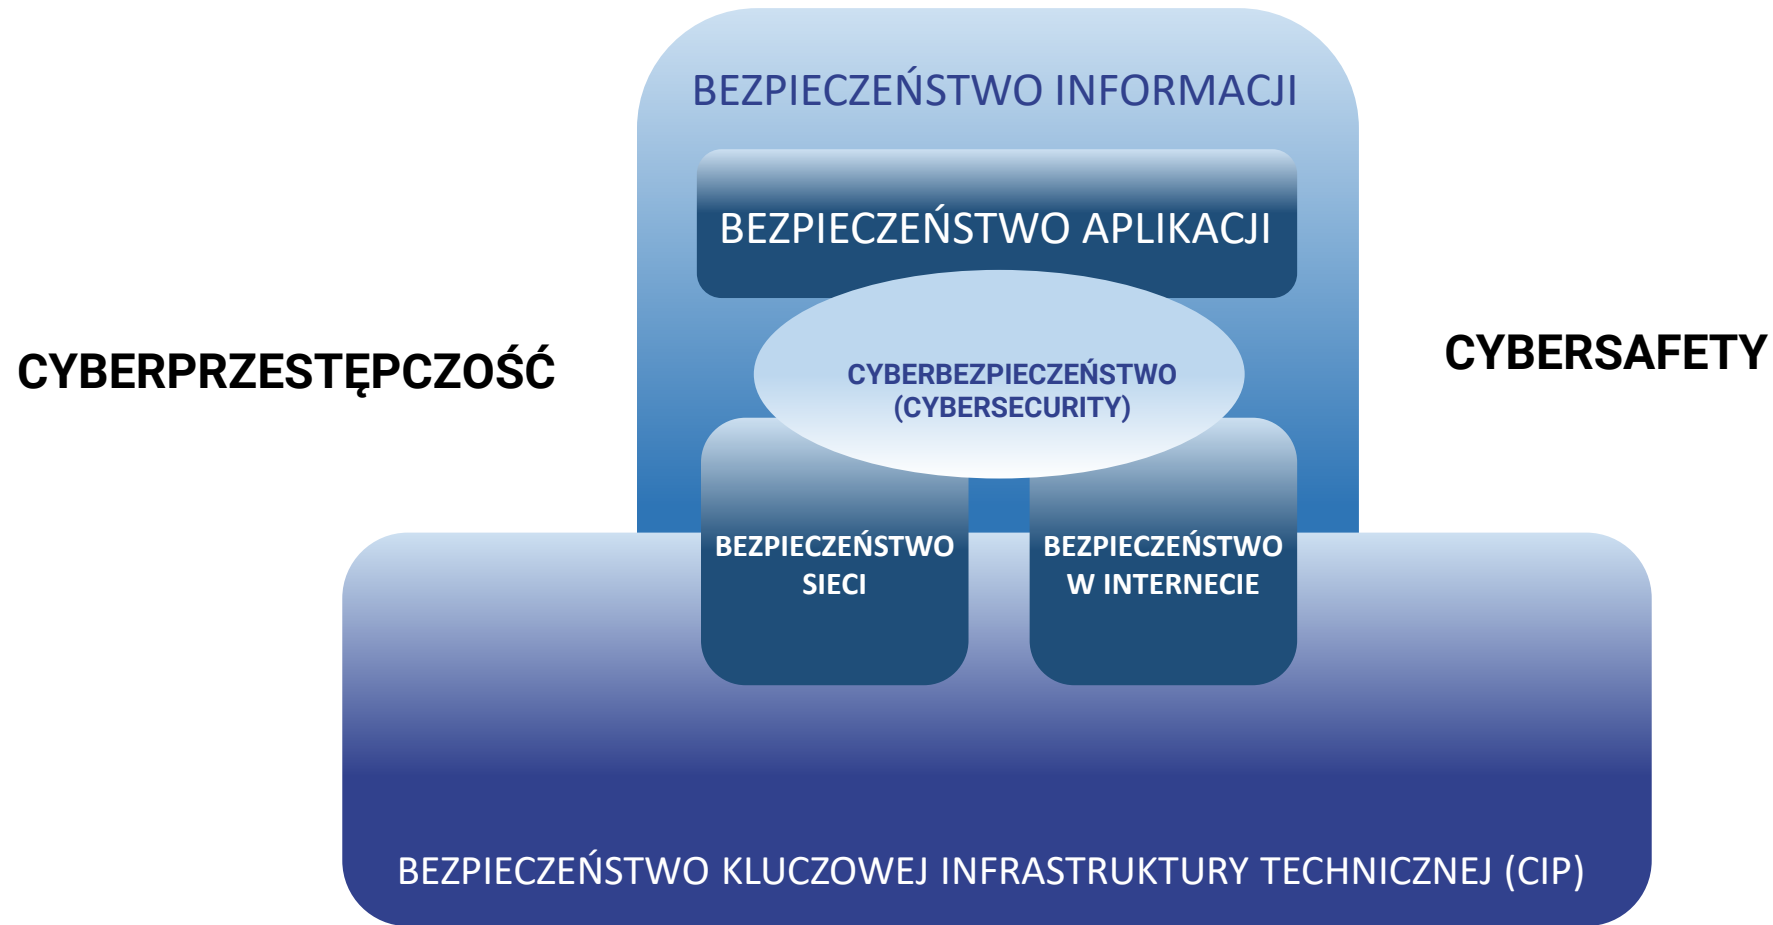 BEZPIECZEŃSTWO INFORMACJI
BEZPIECZEŃSTWO APLIKACJI
CYBERPRZESTĘPCZOŚĆ
CYBERBEZPIECZEŃSTWO
(CYBERSECURITY)
CYBERSAFETY
BEZPIECZEŃSTWO
SIECI
BEZPIECZEŃSTWO
W INTERNECIE
BEZPIECZEŃSTWO KLUCZOWEJ INFRASTRUKTURY TECHNICZNEJ (CIP)